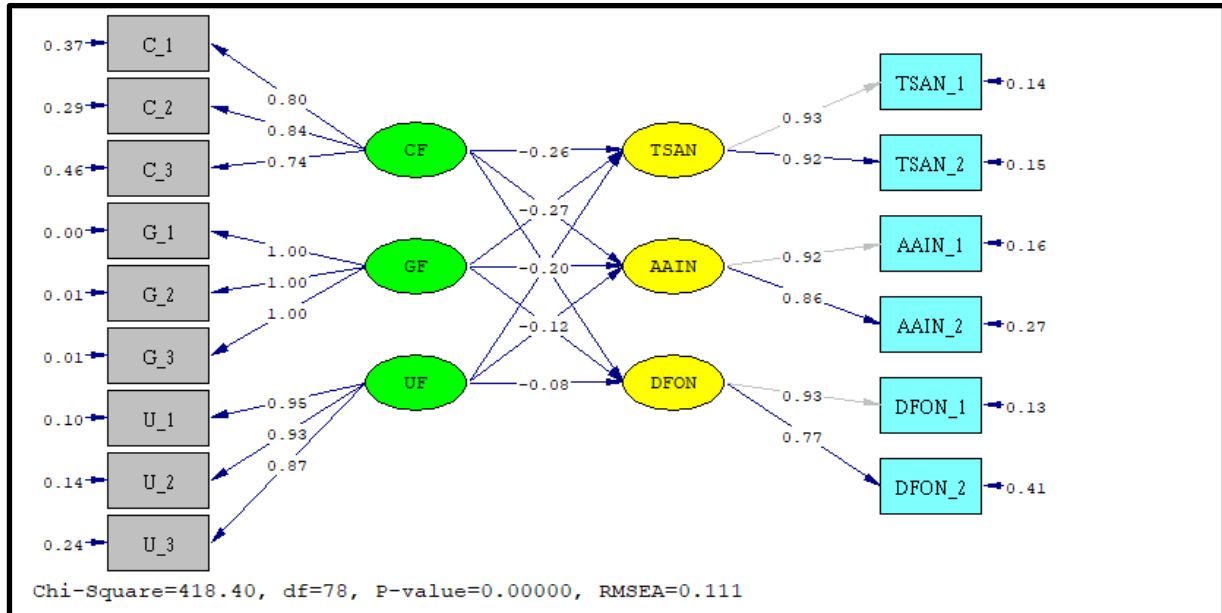 0.37 C_1
0.29 C_2
0.46 C_3
0.00 G_1
0.01 G_2
0.01 G_3
0.10 U_1
0.14 U_2
0.24 U_3
0.80
0.84
0.74
1.00
1.00
1.00
0.95
0.93
0.87
CF
GF
UF
-0.26
-0.27
-0.20
-0.12
-0.08
TSAN
AAIN
DFON
0.93
0.92
0.92
0.86
0.93
0.77
TSAN_1 0.14
TSAN_2 0.15
AAIN_1 0.16
AAIN_2 0.27
DFON_1 0.13
DFON_2 0.41
Chi-Square=418.40, df=78, P-value=0.00000, RMSEA=0.111